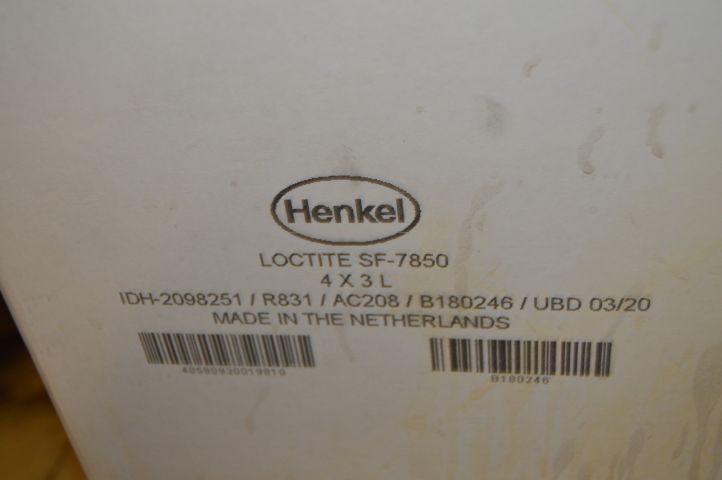 Henkel
LOCTITE SF-7850
4 X 3 L
IDH-2098251 / R831 / AC208 / B180246 / UBD 03/20
MADE IN THE NETHERLANDS
40580930019810 B180246